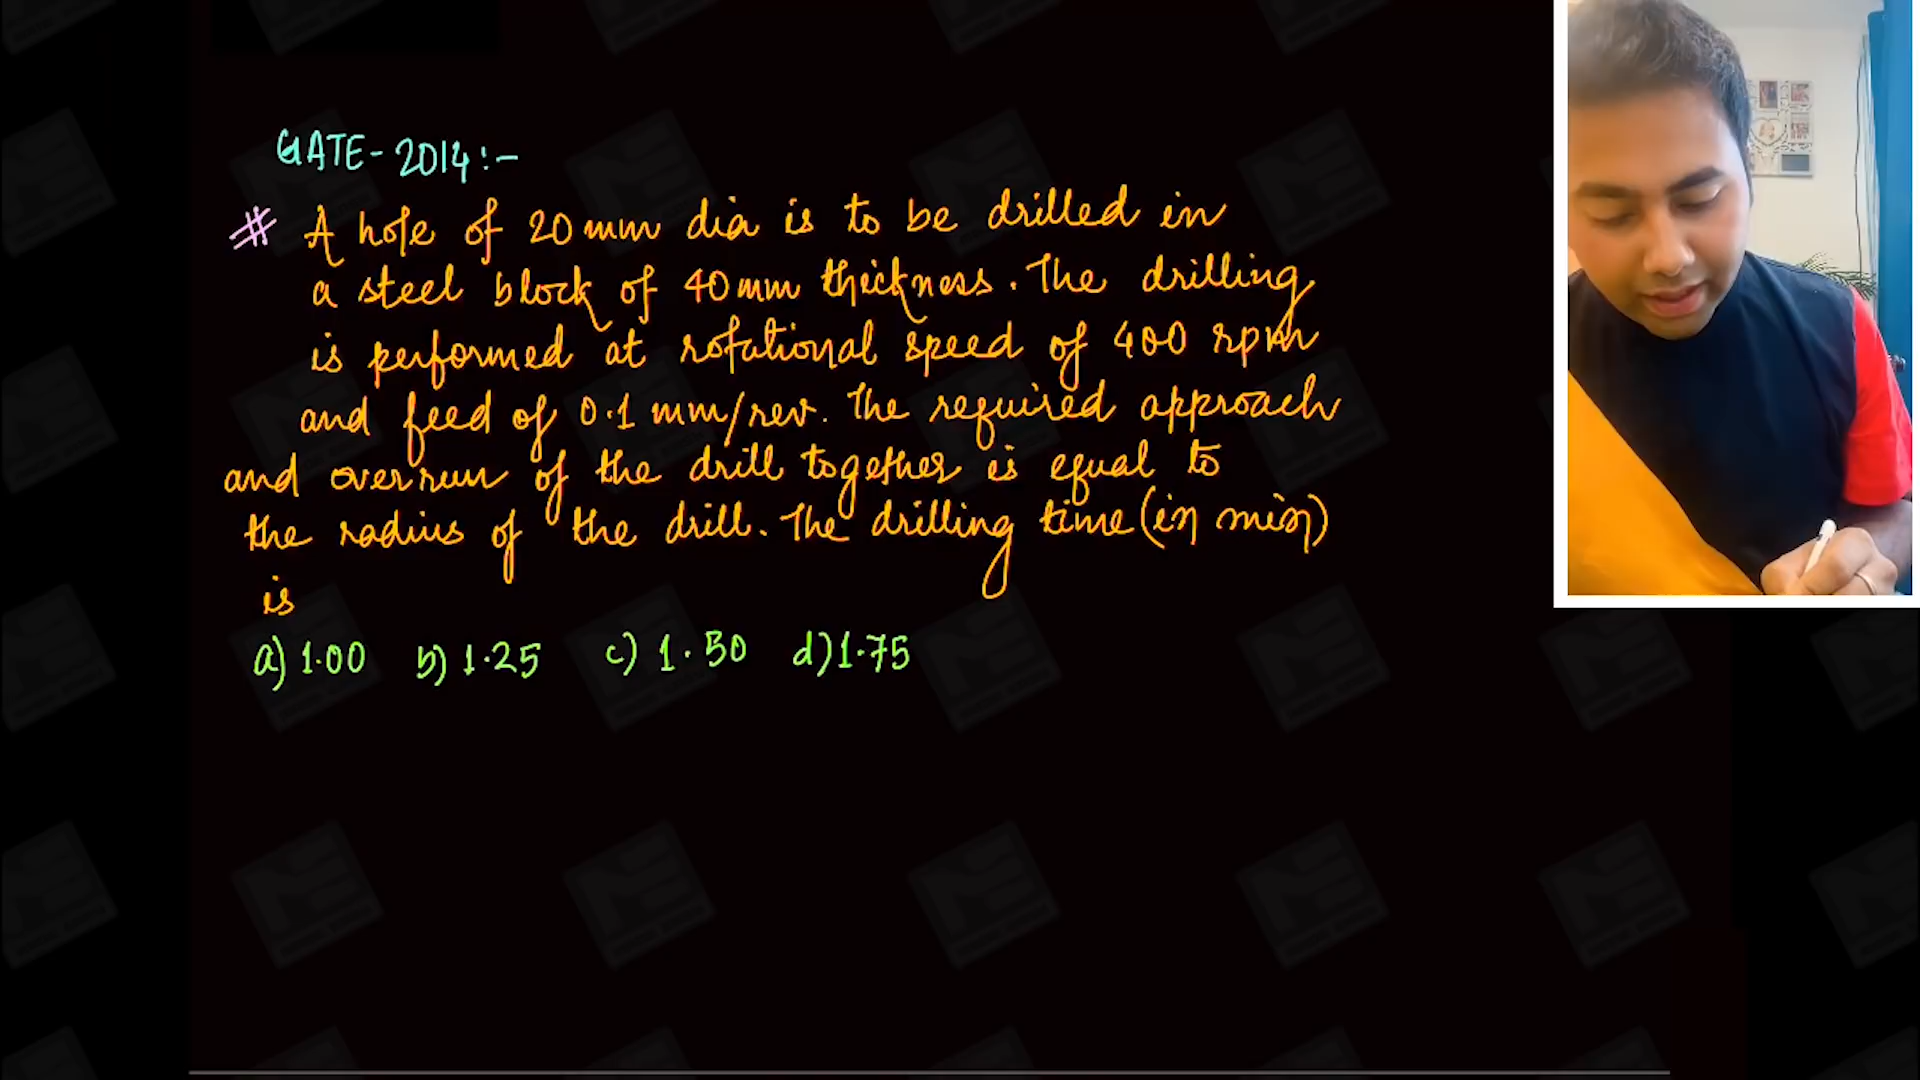 GATE-2014:-
# A hole of 20 mm dia is to be drilled in
a steel block of 40 mm thickness. The drilling
is performed at rotational speed of 400 rpm
and feed of 0.1 mm/rev. The required approach
and overrun of the drill together is equal to
the radius of the drill. The drilling time (in min)
is
a) 1.00 b) 1.25 c) 1.50 d) 1.75